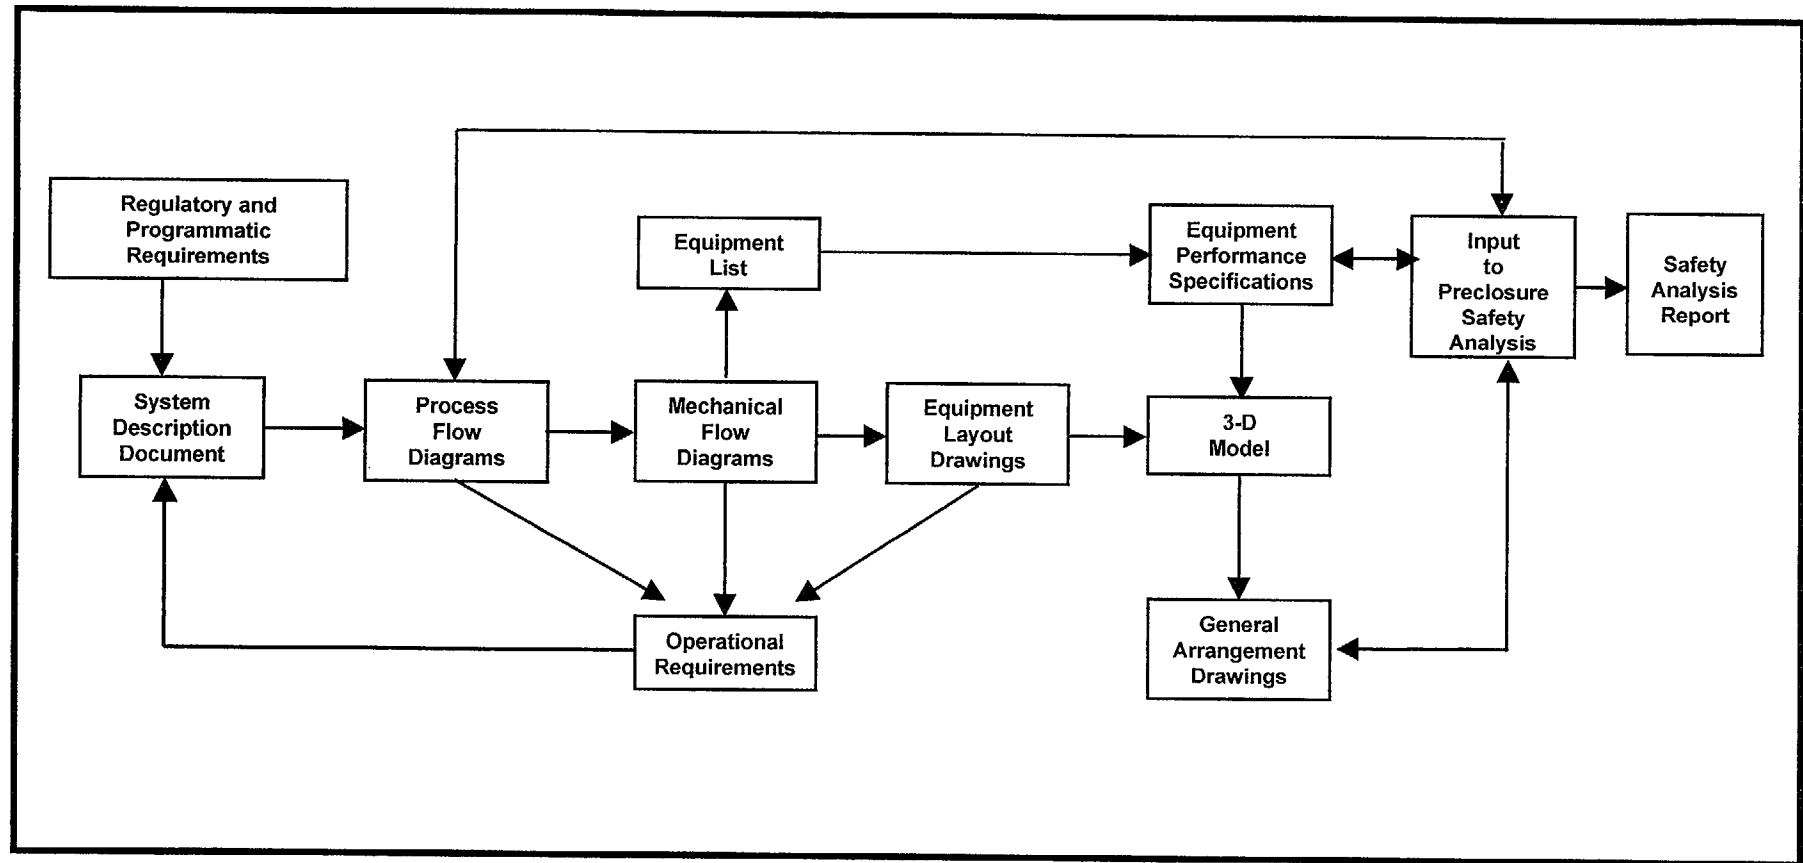 Regulatory and
Programmatic
Requirements
Equipment
List
Equipment
Performance
Specifications
Input
to
Preclosure
Safety
Analysis
Safety
Analysis
Report
System
Description
Document
Process
Flow
Diagrams
Mechanical
Flow
Diagrams
Equipment
Layout
Drawings
3-D
Model
Operational
Requirements
General
Arrangement
Drawings